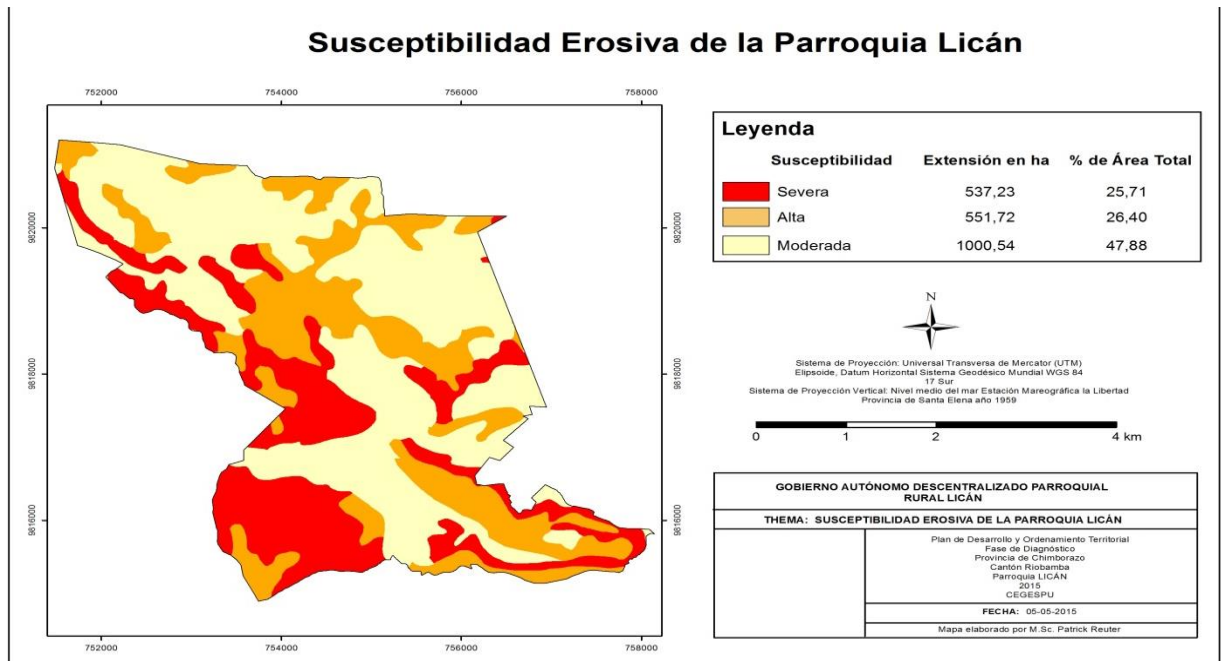 Susceptibilidad Erosiva de la Parroquia Licán
752000 754000 756000 758000
9820000
9818000
9816000
752000 754000 756000 758000
Leyenda
Susceptibilidad Extensión en ha % de Área Total
Severa 537,23 25,71
Alta 551,72 26,40
Moderada 1000,54 47,88
N
Sistema de Proyección: Universal Transversa de Mercator (UTM)
Elipsoide, Datum Horizontal Sistema Geodésico Mundial WGS 84
17 Sur
Sistema de Proyección Vertical: Nivel medio del mar Estación Mareográfica la Libertad
Provincia de Santa Elena año 1959
0 1 2 4 km
GOBIERNO AUTÓNOMO DESCENTRALIZADO PARROQUIAL
RURAL LICÁN
THEMA: SUSCEPTIBILIDAD EROSIVA DE LA PARROQUIA LICÁN
Plan de Desarrollo y Ordenamiento Territorial
Fase de Diagnóstico
Provincia de Chimborazo
Cantón Riobamba
Parroquia LICÁN
2015
CEGESPU
FECHA: 05-05-2015
Mapa elaborado por M.Sc. Patrick Reuter